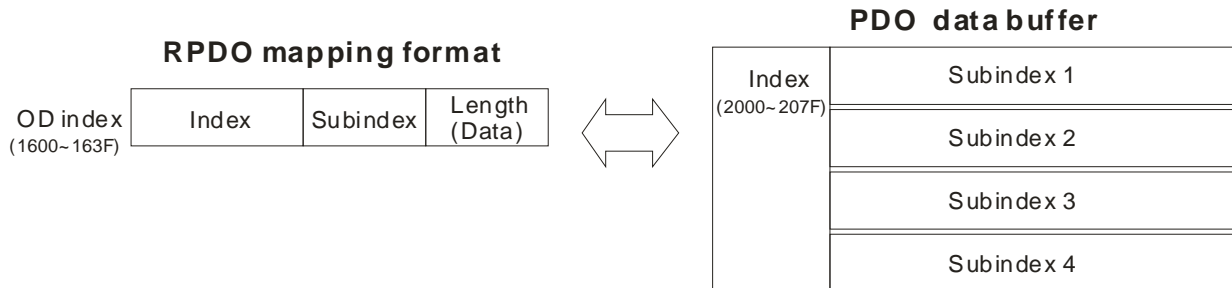 PDO data buffer
RPDO mapping format
OD index
(1600~163F)
Index
Subindex
Length
(Data)
Index
(2000~207F)
Subindex 1
Subindex 2
Subindex 3
Subindex 4